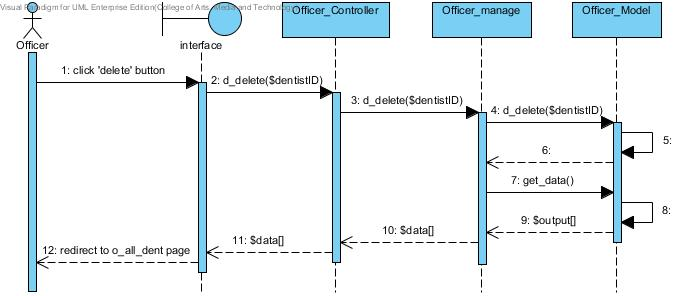 Visual Paradigm for UML Enterprise Edition(College of Arts, Media and Technology
Officer
interface
Officer_Controller
Officer_manage
Officer_Model
1: click 'delete' button
2: d_delete($dentistID)
3: d_delete($dentistID)
4: d_delete($dentistID)
5:
6:
7: get_data()
8:
9: $output[]
10: $data[]
11: $data[]
12: redirect to o_all_dent page